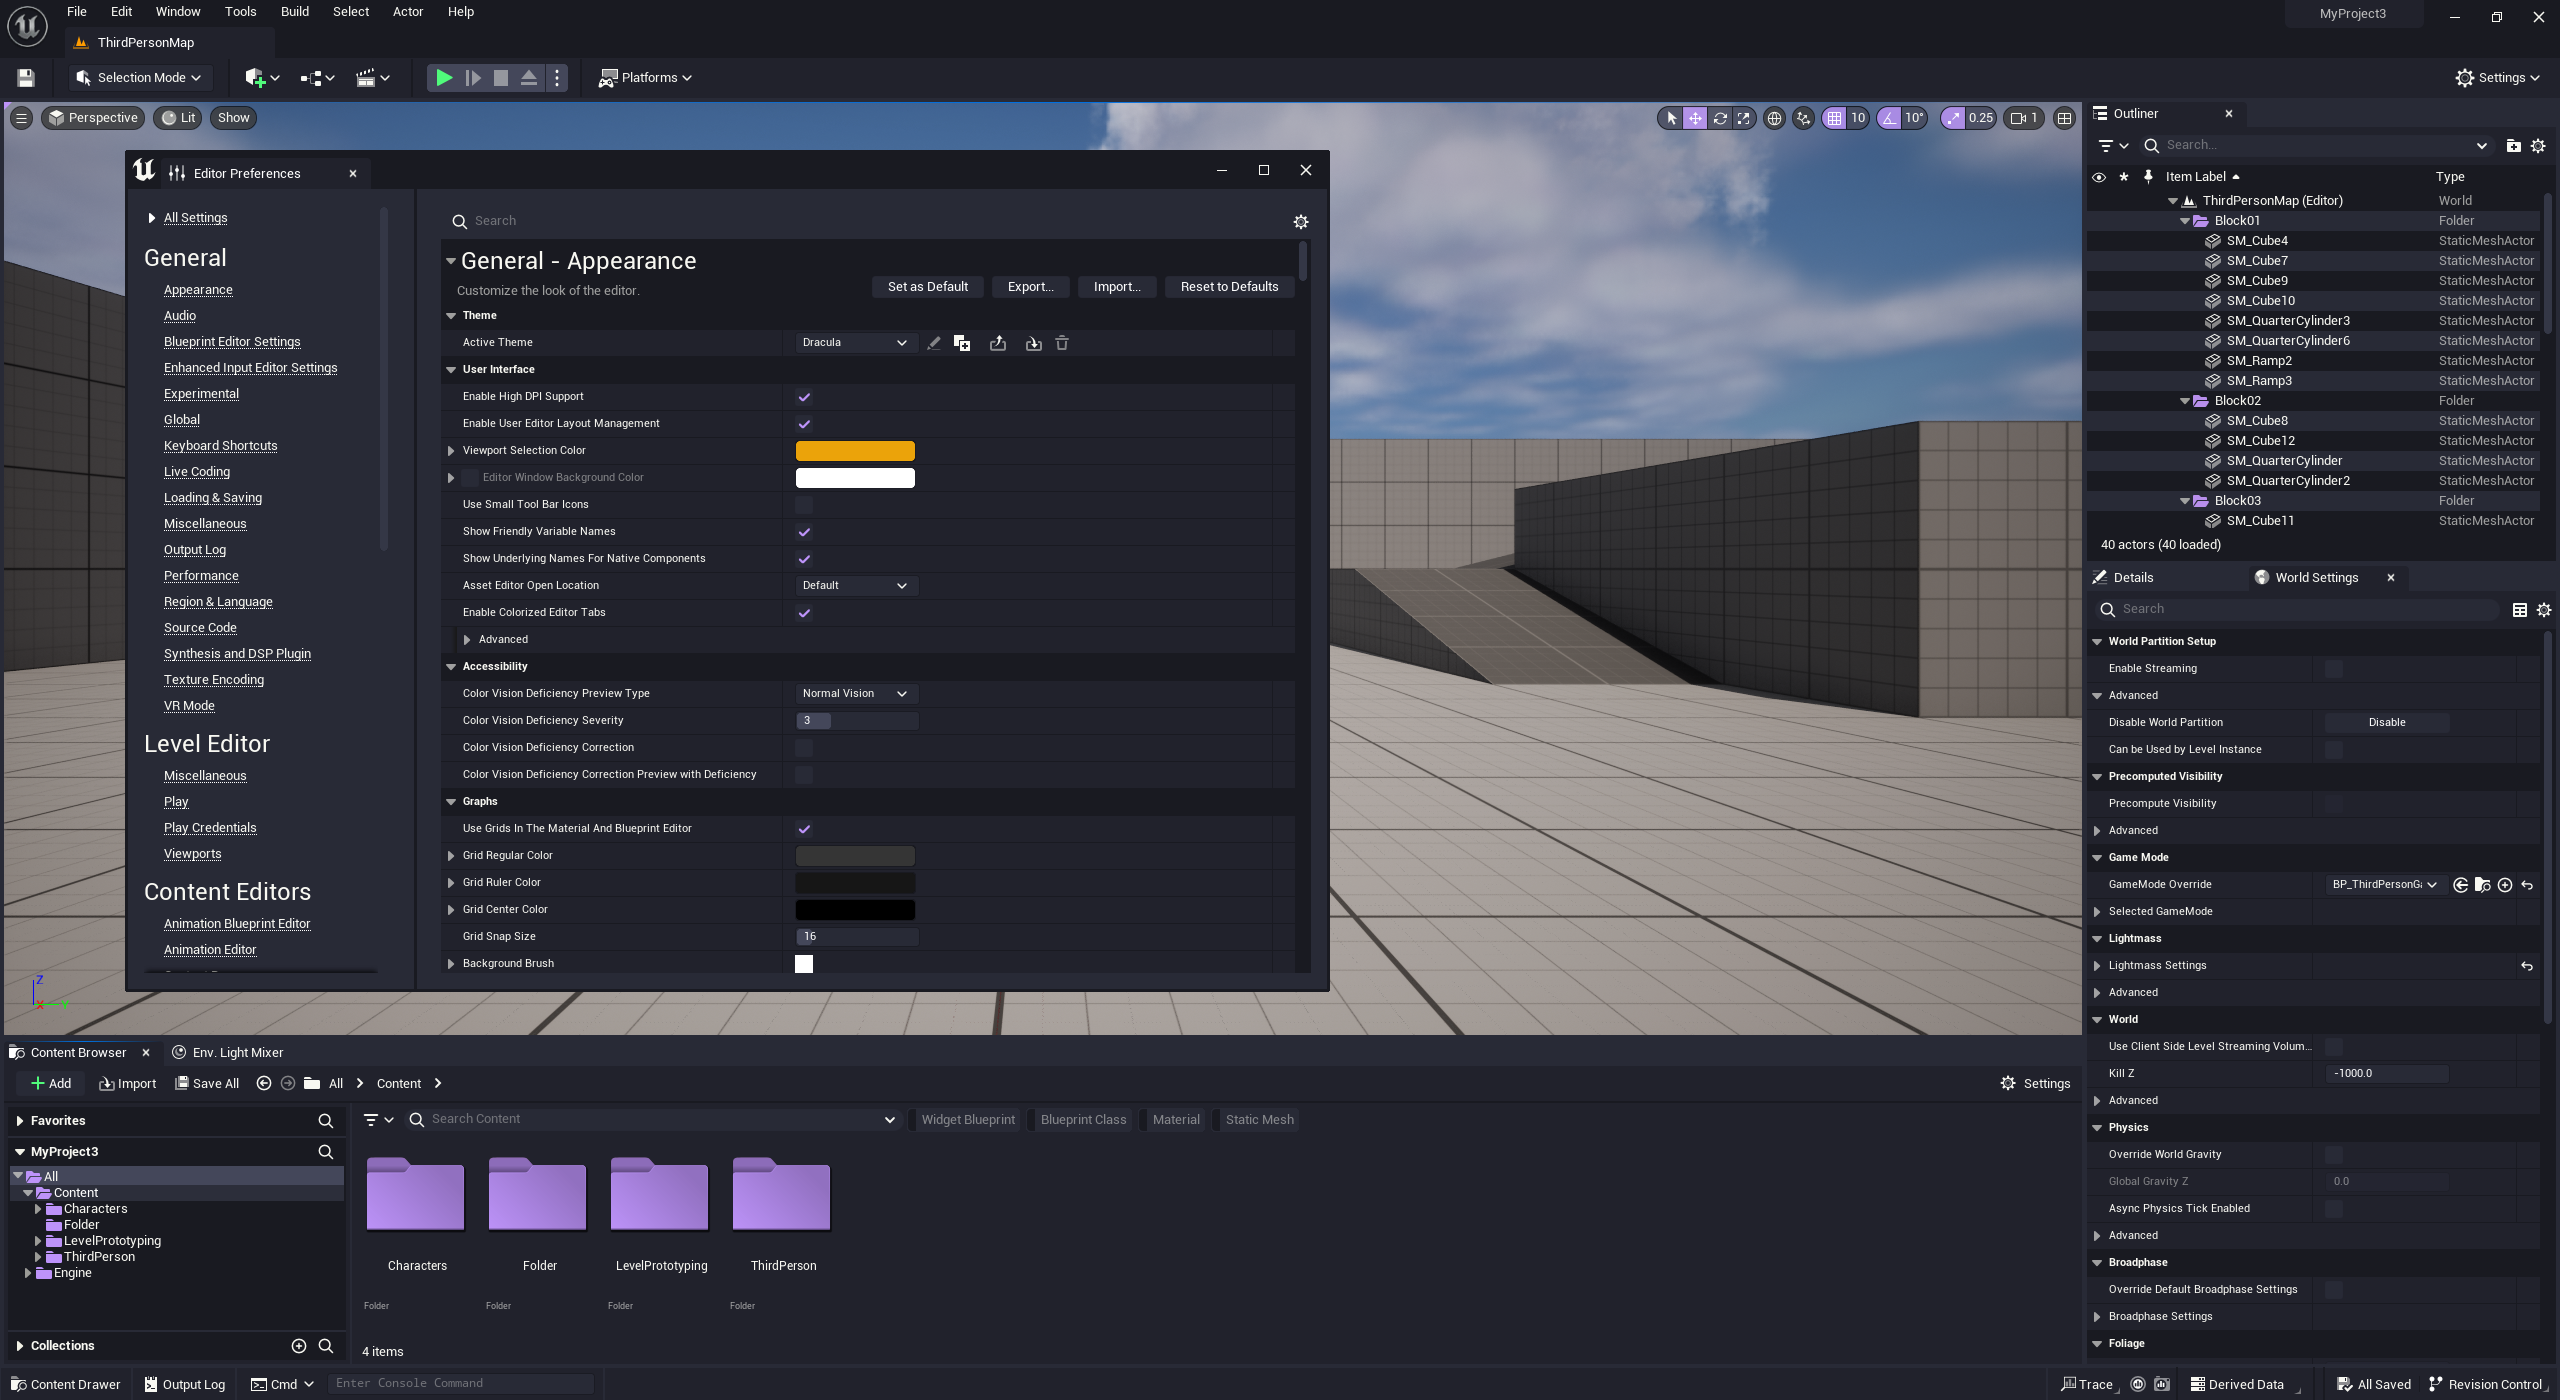 File Edit Window Tools Build Select Actor Help
MyProject3
ThirdPersonMap
Selection Mode
Platforms
Settings
Perspective Lit Show
10 10° 0.25 1
Editor Preferences
All Settings
General
Appearance
Audio
Blueprint Editor Settings
Enhanced Input Editor Settings
Experimental
Global
Keyboard Shortcuts
Live Coding
Loading & Saving
Miscellaneous
Output Log
Performance
Region & Language
Source Code
Synthesis and DSP Plugin
Texture Encoding
VR Mode
Level Editor
Miscellaneous
Play
Play Credentials
Viewports
Content Editors
Animation Blueprint Editor
Animation Editor
Search
General - Appearance
Customize the look of the editor.
Set as Default Export... Import... Reset to Defaults
Theme
Active Theme Dracula
User Interface
Enable High DPI Support
Enable User Editor Layout Management
Viewport Selection Color
Editor Window Background Color
Use Small Tool Bar Icons
Show Friendly Variable Names
Show Underlying Names For Native Components
Asset Editor Open Location Default
Enable Colorized Editor Tabs
Advanced
Accessibility
Color Vision Deficiency Preview Type Normal Vision
Color Vision Deficiency Severity 3
Color Vision Deficiency Correction
Color Vision Deficiency Correction Preview with Deficiency
Graphs
Use Grids In The Material And Blueprint Editor
Grid Regular Color
Grid Ruler Color
Grid Center Color
Grid Snap Size 16
Background Brush
Z
X Y
Outliner
Search...
Item Label Type
ThirdPersonMap (Editor) World
Block01 Folder
SM_Cube4 StaticMeshActor
SM_Cube7 StaticMeshActor
SM_Cube9 StaticMeshActor
SM_Cube10 StaticMeshActor
SM_QuarterCylinder3 StaticMeshActor
SM_QuarterCylinder6 StaticMeshActor
SM_Ramp2 StaticMeshActor
SM_Ramp3 StaticMeshActor
Block02 Folder
SM_Cube8 StaticMeshActor
SM_Cube12 StaticMeshActor
SM_QuarterCylinder StaticMeshActor
SM_QuarterCylinder2 StaticMeshActor
Block03 Folder
SM_Cube11 StaticMeshActor
40 actors (40 loaded)
Details World Settings
Search
World Partition Setup
Enable Streaming
Advanced
Disable World Partition Disable
Can be Used by Level Instance
Precomputed Visibility
Precompute Visibility
Advanced
Game Mode
GameMode Override BP_ThirdPersonGa
Selected GameMode
Lightmass
Lightmass Settings
Advanced
World
Use Client Side Level Streaming Volum...
Kill Z -1000.0
Advanced
Physics
Override World Gravity
Global Gravity Z 0.0
Async Physics Tick Enabled
Advanced
Broadphase
Override Default Broadphase Settings
Broadphase Settings
Foliage
Content Browser Env. Light Mixer
Add Import Save All All Content Settings
Favorites
MyProject3
All
Content
Characters
Folder
LevelPrototyping
ThirdPerson
Engine
Collections
Search Content Widget Blueprint Blueprint Class Material Static Mesh
Characters Folder LevelPrototyping ThirdPerson
Folder Folder Folder Folder
4 items
Content Drawer Output Log Cmd Enter Console Command
Trace Derived Data All Saved Revision Control